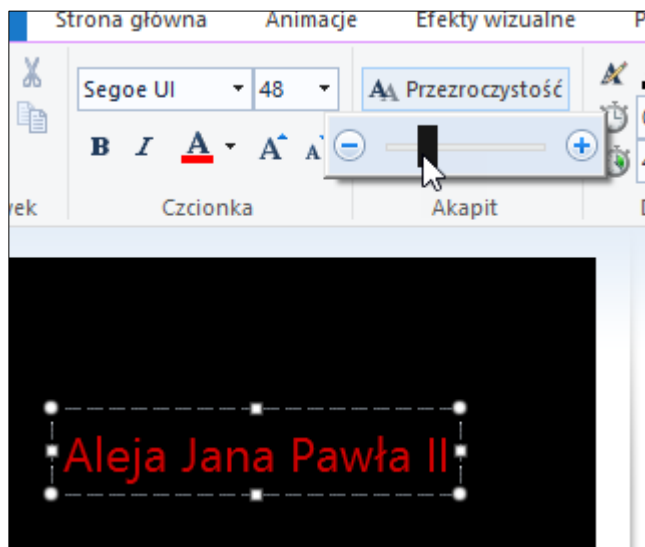 Strona główna Animacje Efekty wizualne
Segoe UI 48 Przezroczystość
B I A A A
Czcionka Akapit
Aleja Jana Pawła II